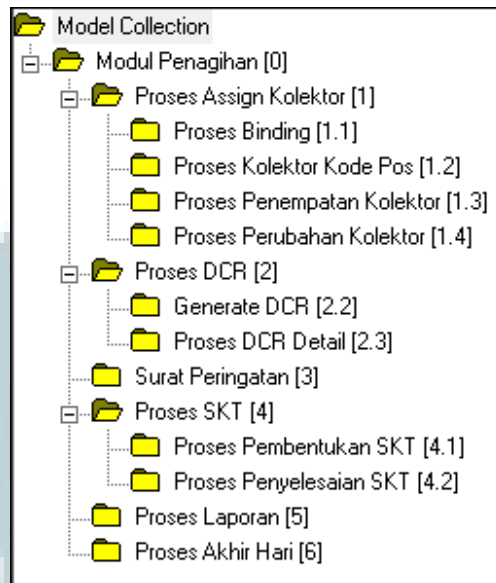 Model Collection
Modul Penagihan [0]
Proses Assign Kolektor [1]
Proses Binding [1.1]
Proses Kolektor Kode Pos [1.2]
Proses Penempatan Kolektor [1.3]
Proses Perubahan Kolektor [1.4]
Proses DCR [2]
Generate DCR [2.2]
Proses DCR Detail [2.3]
Surat Peringatan [3]
Proses SKT [4]
Proses Pembentukan SKT [4.1]
Proses Penyelesaian SKT [4.2]
Proses Laporan [5]
Proses Akhir Hari [6]